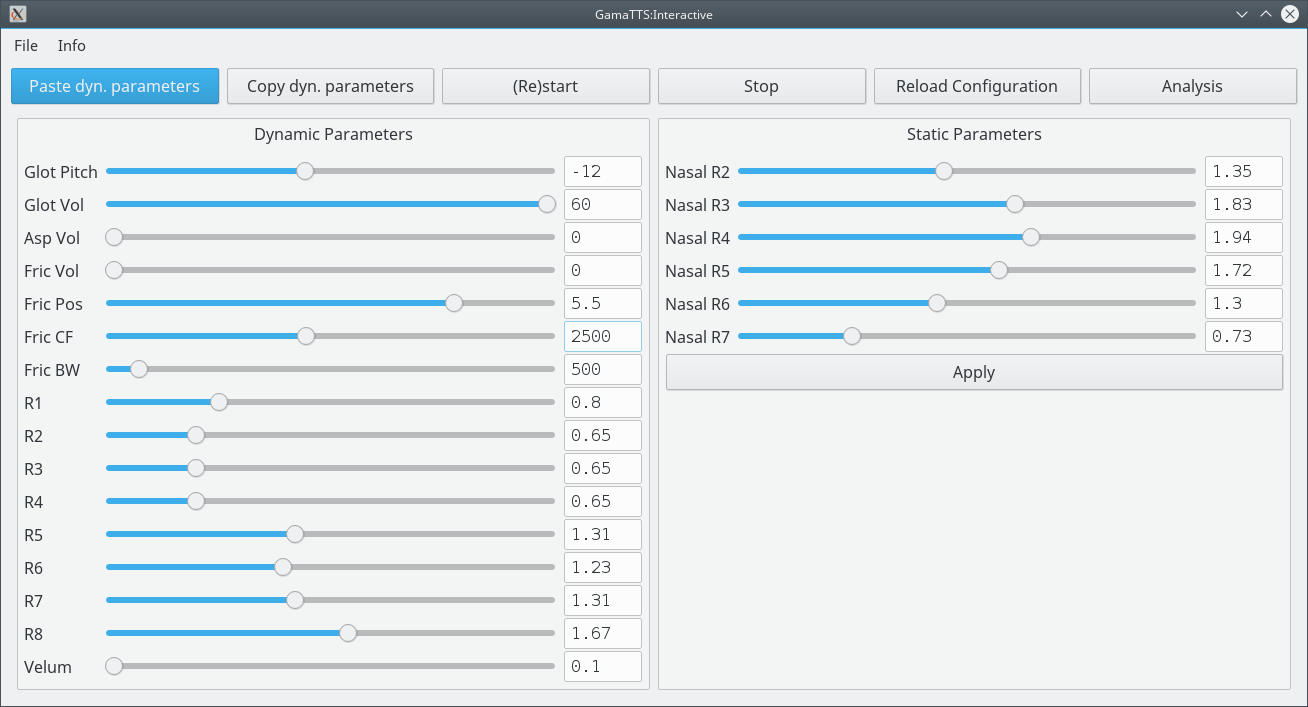 GamaTTS:Interactive
File Info
Paste dyn. parameters Copy dyn. parameters (Re)start Stop Reload Configuration Analysis
Dynamic Parameters
Glot Pitch -12
Glot Vol 60
Asp Vol 0
Fric Vol 0
Fric Pos 5.5
Fric CF 2500
Fric BW 500
R1 0.8
R2 0.65
R3 0.65
R4 0.65
R5 1.31
R6 1.23
R7 1.31
R8 1.67
Velum 0.1
Static Parameters
Nasal R2 1.35
Nasal R3 1.83
Nasal R4 1.94
Nasal R5 1.72
Nasal R6 1.3
Nasal R7 0.73
Apply